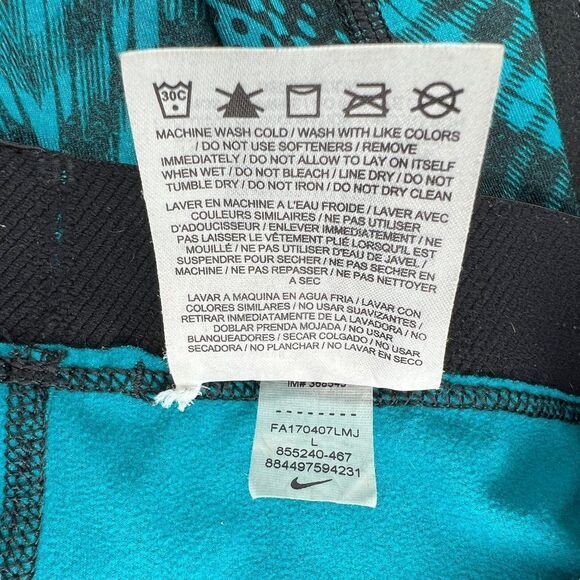 30C
MACHINE WASH COLD / WASH WITH LIKE COLORS
/ DO NOT USE SOFTENERS / REMOVE
IMMEDIATELY / DO NOT ALLOW TO LAY ON ITSELF
WHEN WET / DO NOT BLEACH / LINE DRY / DO NOT
TUMBLE DRY / DO NOT IRON / DO NOT DRY CLEAN
LAVER EN MACHINE A L'EAU FROIDE / LAVER AVEC
COULEURS SIMILAIRES / NE PAS UTILISER
D'ADOUCISSEUR / ENLEVER IMMÉDIATEMENT / NE
PAS LAISSER LE VÊTEMENT PLIÉ LORSQU'IL EST
MOUILLÉ / NE PAS UTILISER D'EAU DE JAVEL /
SUSPENDRE POUR SECHER / NE PAS SECHER EN
MACHINE / NE PAS REPASSER / NE PAS NETTOYER
A SEC
LAVAR A MAQUINA EN AGUA FRIA / LAVAR CON
COLORES SIMILARES / NO USAR SUAVIZANTES /
RETIRAR INMEDIATAMENTE DE LA LAVADORA / NO
DOBLAR PRENDA MOJADA / NO USAR
BLANQUEADORES / SECAR COLGADO / NO USAR
SECADORA / NO PLANCHAR / NO LAVAR EN SECO
IM# 368945
FA170407LMJ
L
855240-467
884497594231